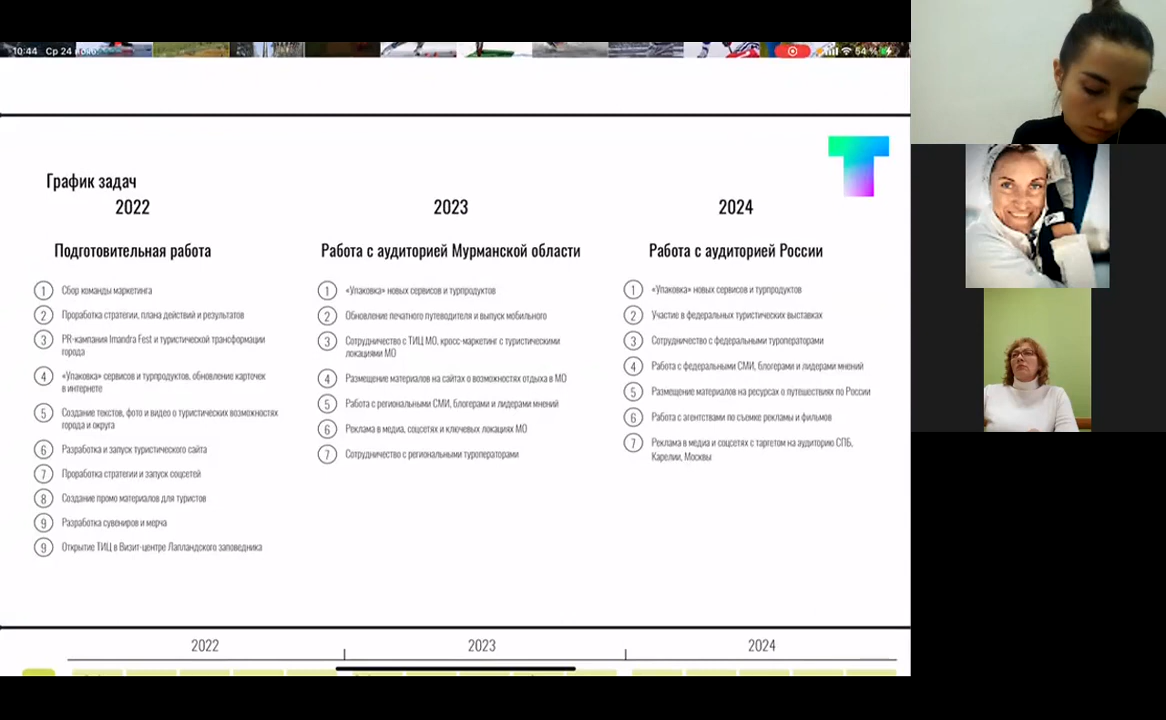 10:44 Ср 24 нояб.
54 %
График задач
2022
2023
2024
Подготовительная работа
Работа с аудиторией Мурманской области
Работа с аудиторией России
1 Сбор команды маркетинга
2 Проработка стратегии, плана действий и результатов
3 PR-кампания Imandra Fest и туристической трансформации
города
4 «Упаковка» сервисов и турпродуктов, обновление карточек
в интернете
5 Создание текстов, фото и видео о туристических возможностях
города и округа
6 Разработка и запуск туристического сайта
7 Проработка стратегии и запуск соцсетей
8 Создание промо материалов для туристов
9 Разработка сувениров и мерча
9 Открытие ТИЦ в Визит-центре Лапландского заповедника
1 «Упаковка» новых сервисов и турпродуктов
2 Обновление печатного путеводителя и выпуск мобильного
3 Сотрудничество с ТИЦ МО, кросс-маркетинг с туристическими
локациями МО
4 Размещение материалов на сайтах о возможностях отдыха в МО
5 Работа с региональными СМИ, блогерами и лидерами мнений
6 Реклама в медиа, соцсетях и ключевых локациях МО
7 Сотрудничество с региональными туроператорами
1 «Упаковка» новых сервисов и турпродуктов
2 Участие в федеральных туристических выставках
3 Сотрудничество с федеральными туроператорами
4 Работа с федеральными СМИ, блогерами и лидерами мнений
5 Размещение материалов на ресурсах о путешествиях по России
6 Работа с агентствами по съемке рекламы и фильмов
7 Реклама в медиа и соцсетях с таргетом на аудиторию СПБ,
Карелии, Москвы
2022
2023
2024